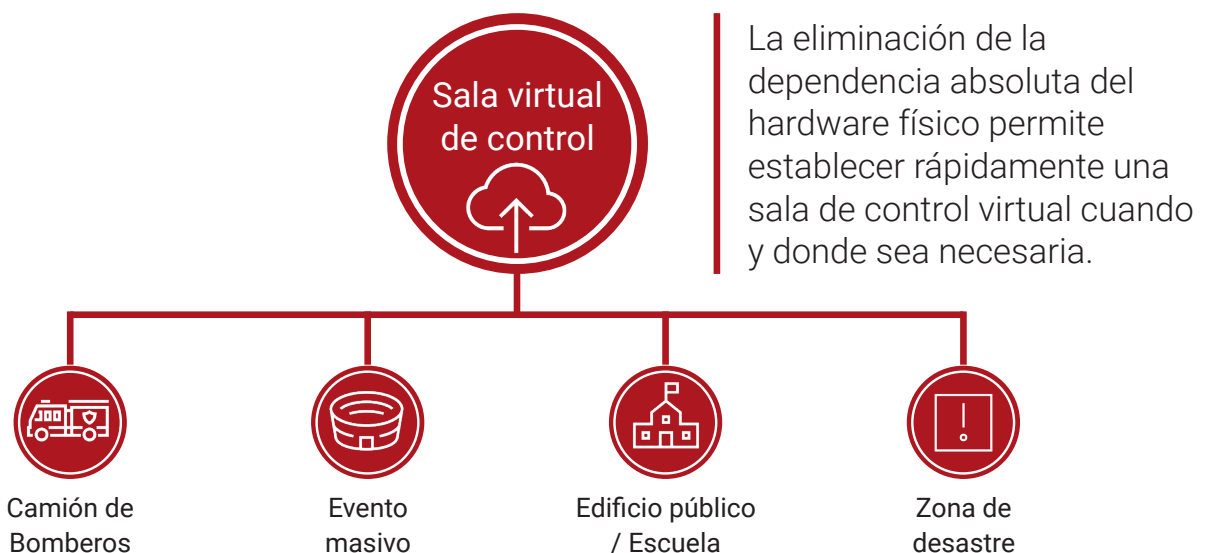 Sala virtual
de control
La eliminación de la
dependencia absoluta del
hardware físico permite
establecer rápidamente una
sala de control virtual cuando
y donde sea necesaria.
Camión de
Bomberos
Evento
masivo
Edificio público
/ Escuela
Zona de
desastre